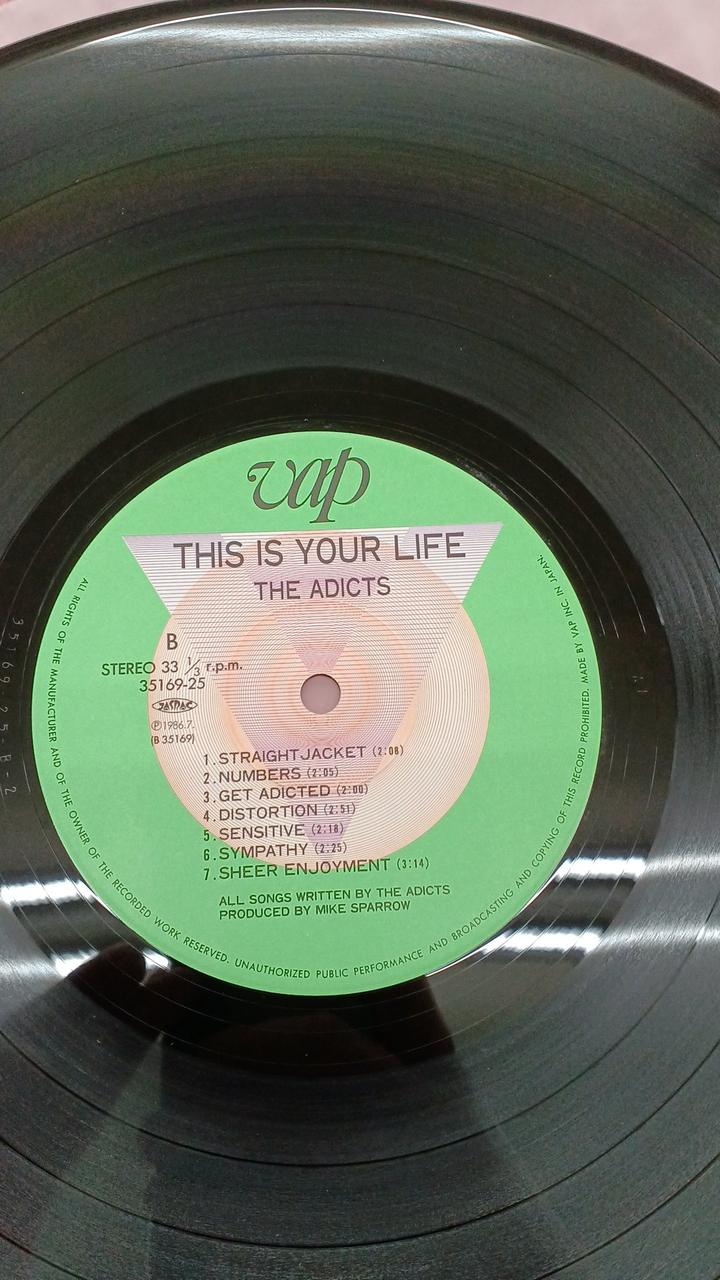 vap
THIS IS YOUR LIFE
THE ADICTS
B
STEREO 33 1/3 r.p.m.
35169-25
JASRAC
Ⓟ1986.7.
(B 35169)
1. STRAIGHTJACKET (2:08)
2. NUMBERS (2:05)
3. GET ADICTED (2:00)
4. DISTORTION (2:51)
5. SENSITIVE (2:18)
6. SYMPATHY (2:25)
7. SHEER ENJOYMENT (3:14)
ALL SONGS WRITTEN BY THE ADICTS
PRODUCED BY MIKE SPARROW
ALL RIGHTS OF THE MANUFACTURER AND OF THE OWNER OF THE RECORDED WORK RESERVED. UNAUTHORIZED PUBLIC PERFORMANCE AND BROADCASTING AND COPYING OF THIS RECORD PROHIBITED. MADE BY VAP INC. IN JAPAN.
35169-25-B-2